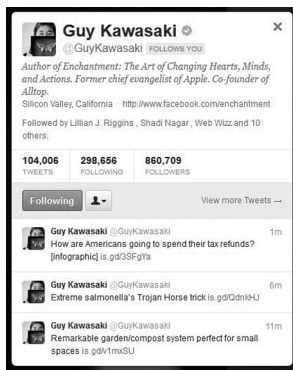 Guy Kawasaki
@GuyKawasaki FOLLOWS YOU
Author of Enchantment: The Art of Changing Hearts, Minds,
and Actions. Former chief evangelist of Apple. Co-founder of
Alltop.
Silicon Valley, California · http://www.facebook.com/enchantment
Followed by Lillian J. Riggins , Shadi Nagar , Web Wizz and 10
others.
104,006 298,656 860,709
TWEETS FOLLOWING FOLLOWERS
Following View more Tweets →
Guy Kawasaki @GuyKawasaki 1m
How are Americans going to spend their tax refunds?
[infographic] is.gd/3SFgYa
Guy Kawasaki @GuyKawasaki 6m
Extreme salmonella's Trojan Horse trick is.gd/QdnkHJ
Guy Kawasaki @GuyKawasaki 11m
Remarkable garden/compost system perfect for small
spaces is.gd/v1mxSU